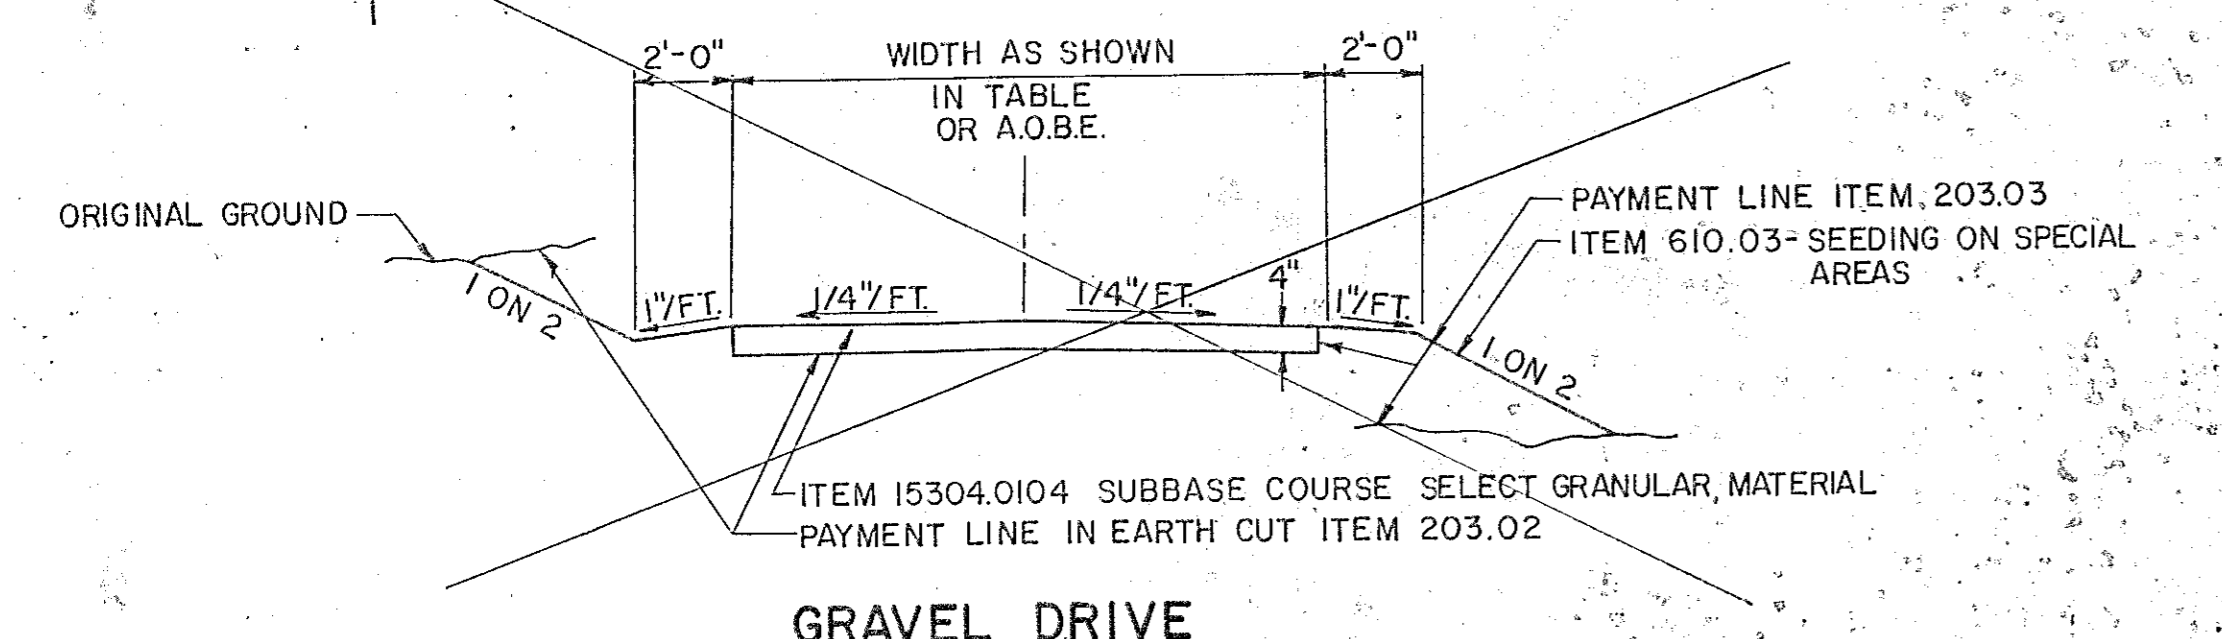 2'-0" WIDTH AS SHOWN 2'-0"
IN TABLE
OR A.O.B.E.
ORIGINAL GROUND
PAYMENT LINE ITEM 203.03
ITEM 610.03-SEEDING ON SPECIAL
AREAS
1 ON 2
1"/FT.
1/4"/FT.
1/4"/FT.
4"
1"/FT.
1 ON 2
ITEM 15304.0104 SUBBASE COURSE SELECT GRANULAR MATERIAL
PAYMENT LINE IN EARTH CUT ITEM 203.02
GRAVEL DRIVE